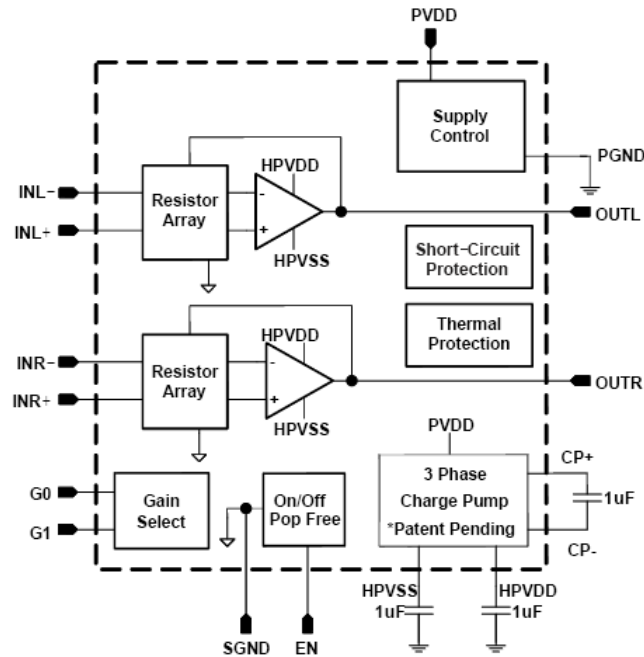 PVDD
Supply
Control
PGND
HPVDD
INL−
INL+
Resistor
Array
-
+
OUTL
HPVSS
Short−Circuit
Protection
Thermal
Protection
HPVDD
INR−
INR+
Resistor
Array
-
+
OUTR
HPVSS
PVDD
3 Phase
Charge Pump
*Patent Pending
CP+
1uF
CP-
G0
G1
Gain
Select
On/Off
Pop Free
HPVSS
1uF
HPVDD
1uF
SGND
EN